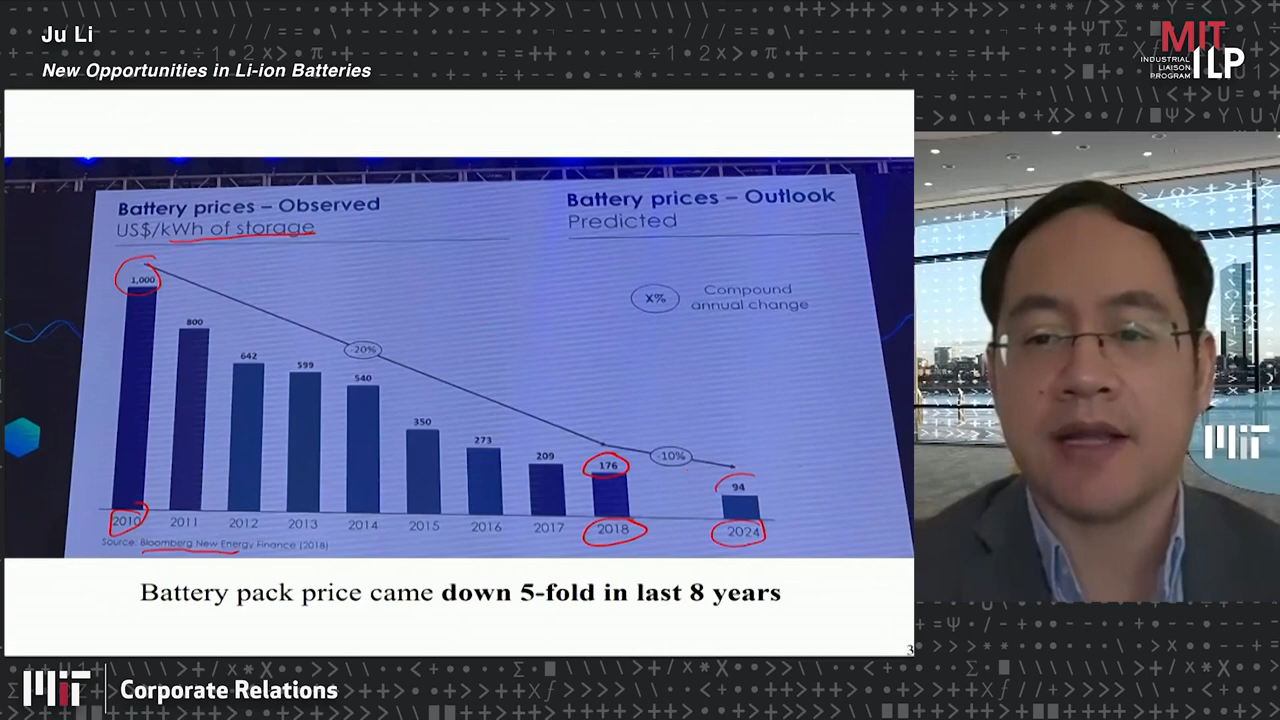 Ju Li
New Opportunities in Li-ion Batteries
MIT
INDUSTRIAL
LIAISON
PROGRAM
ILP
Battery prices – Observed
US$/kWh of storage
Battery prices – Outlook
Predicted
X%
Compound
annual change
1,000
800
642
599
540
350
273
209
176
94
-20%
-10%
2010
2011
2012
2013
2014
2015
2016
2017
2018
2024
Source: Bloomberg New Energy Finance (2018)
Battery pack price came down 5-fold in last 8 years
3
MIT
MIT
Corporate Relations